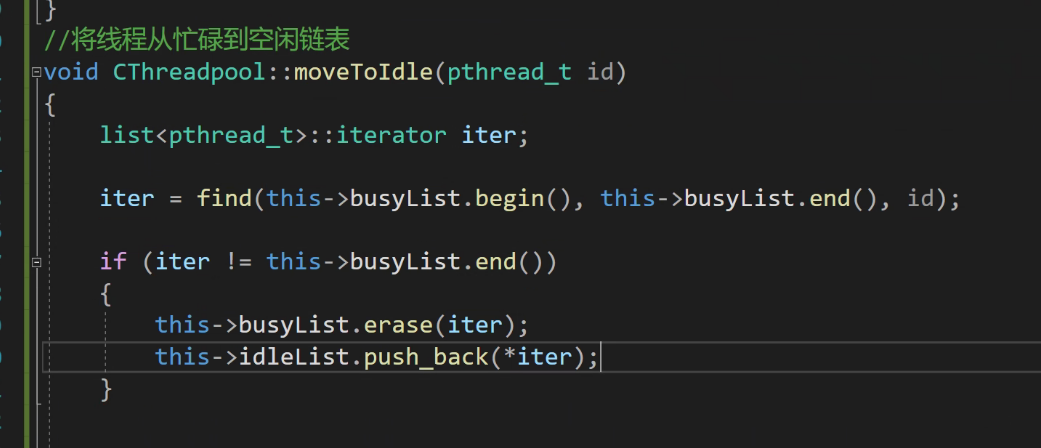 }
//将线程从忙碌到空闲链表
void CThreadpool::moveToIdle(pthread_t id)
{
list<pthread_t>::iterator iter;
iter = find(this->busyList.begin(), this->busyList.end(), id);
if (iter != this->busyList.end())
{
this->busyList.erase(iter);
this->idleList.push_back(*iter);
}